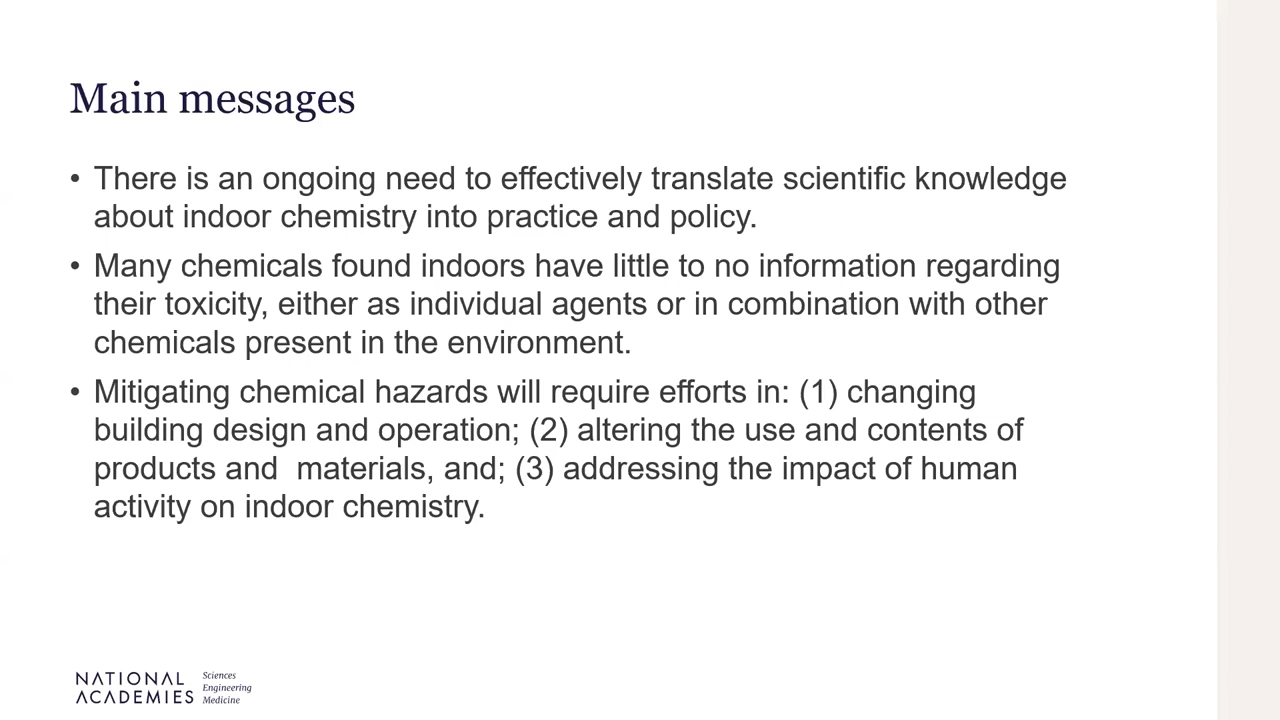 Main messages
• There is an ongoing need to effectively translate scientific knowledge
about indoor chemistry into practice and policy.
• Many chemicals found indoors have little to no information regarding
their toxicity, either as individual agents or in combination with other
chemicals present in the environment.
• Mitigating chemical hazards will require efforts in: (1) changing
building design and operation; (2) altering the use and contents of
products and  materials, and; (3) addressing the impact of human
activity on indoor chemistry.
NATIONAL
ACADEMIES
Sciences
Engineering
Medicine